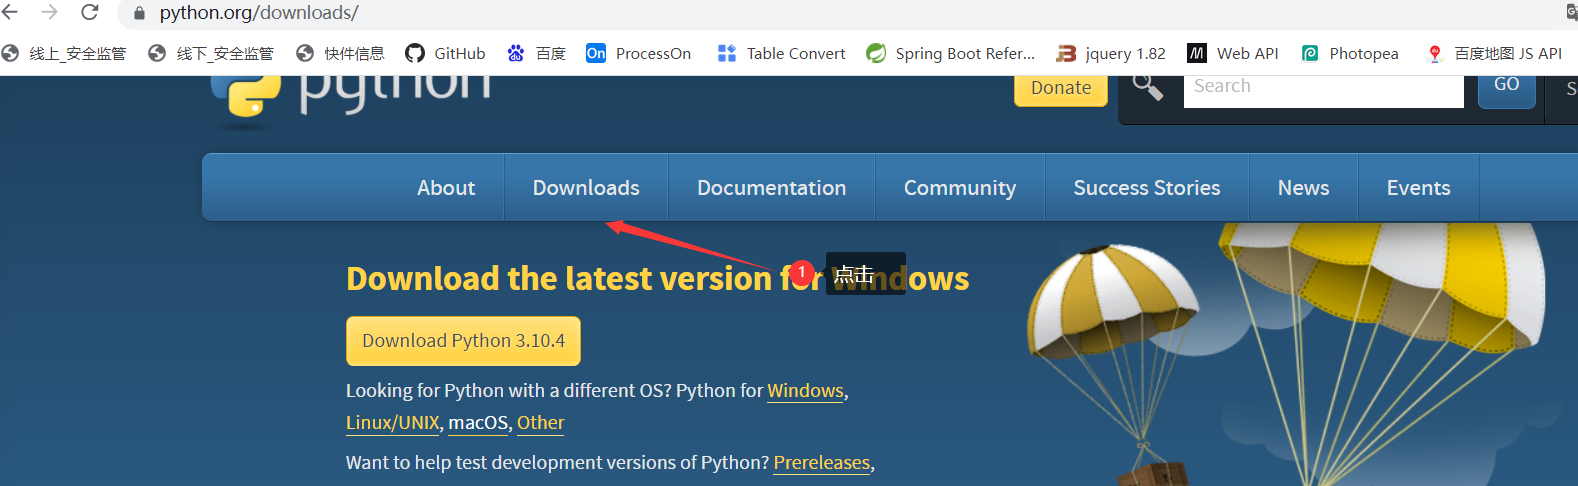 python.org/downloads/
线上_安全监管 线下_安全监管 快件信息 GitHub 百度 On ProcessOn Table Convert Spring Boot Refer... jquery 1.82 Web API Photopea 百度地图 JS API
python
Donate Search GO
About Downloads Documentation Community Success Stories News Events
Download the latest version for Windows
1 点击
Download Python 3.10.4
Looking for Python with a different OS? Python for Windows,
Linux/UNIX, macOS, Other
Want to help test development versions of Python? Prereleases,